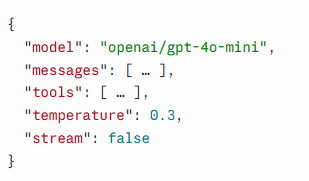 {
"model": "openai/gpt-4o-mini",
"messages": [ … ],
"tools": [ … ],
"temperature": 0.3,
"stream": false
}